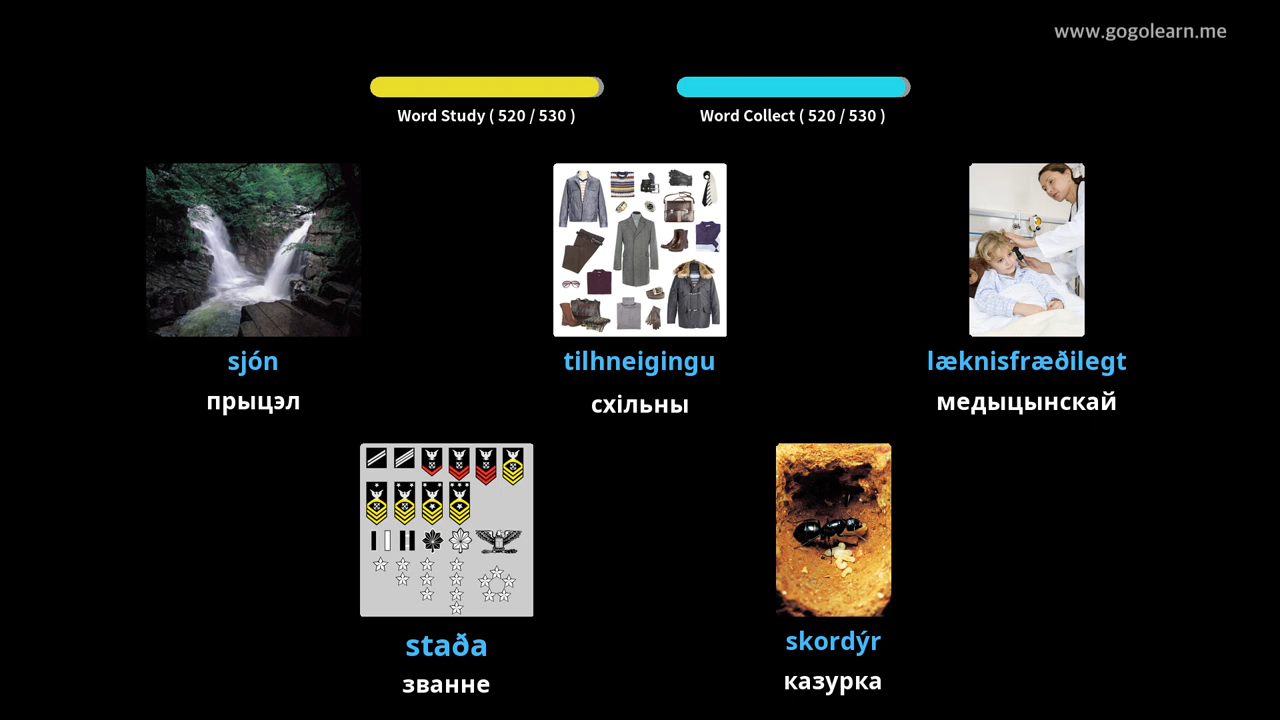 www.gogolearn.me
Word Study ( 520 / 530 )
Word Collect ( 520 / 530 )
sjón
прыцэл
tilhneigingu
схільны
læknisfræðilegt
медыцынскай
staða
званне
skordýr
казурка